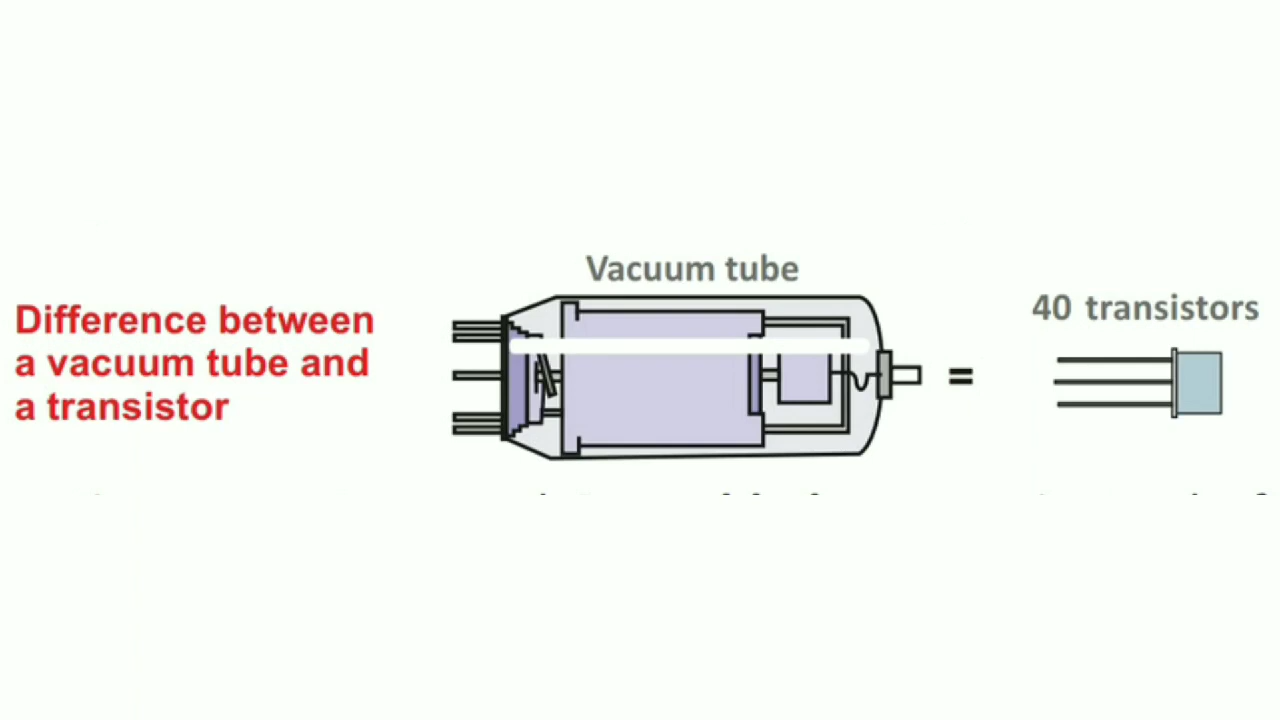 Vacuum tube
Difference between
a vacuum tube and
a transistor
=
40 transistors